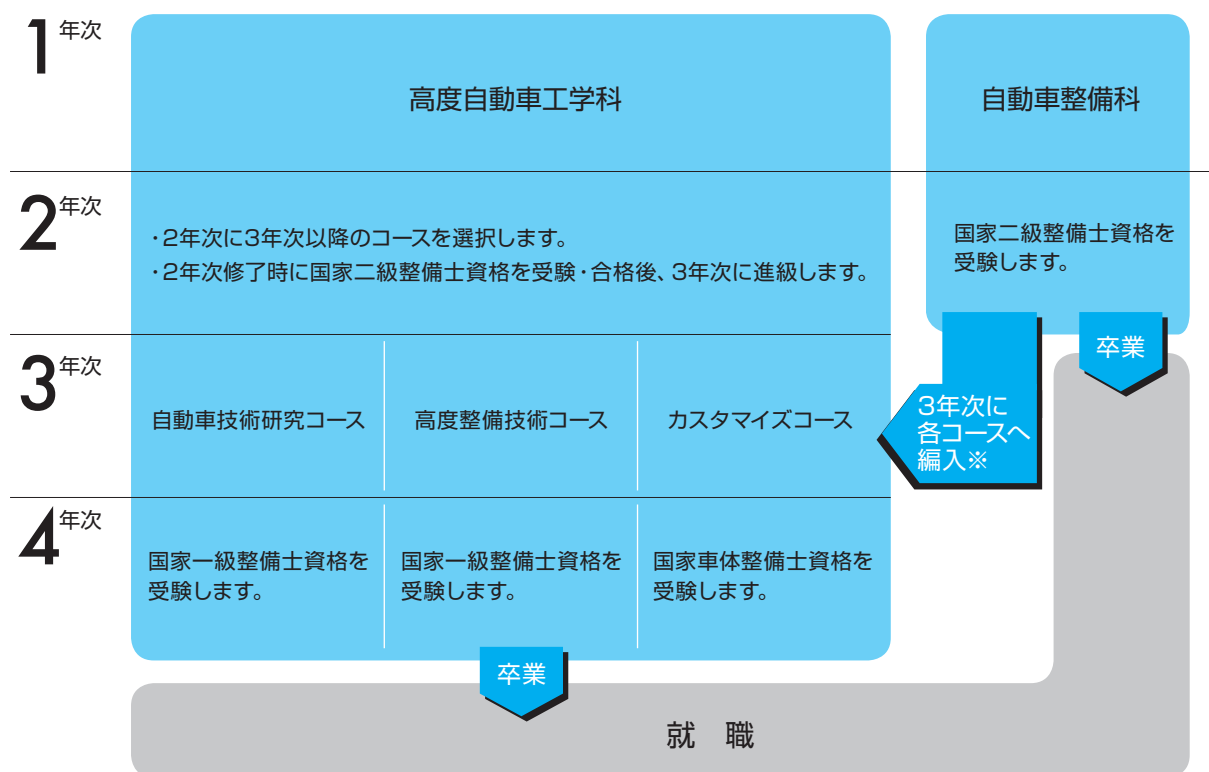 1年次
高度自動車工学科
自動車整備科
2年次
・2年次に3年次以降のコースを選択します。
・2年次修了時に国家二級整備士資格を受験・合格後、3年次に進級します。
国家二級整備士資格を
受験します。
3年次
自動車技術研究コース
高度整備技術コース
カスタマイズコース
3年次に
各コースへ
編入※
卒業
4年次
国家一級整備士資格を
受験します。
国家一級整備士資格を
受験します。
国家車体整備士資格を
受験します。
卒業
就 職